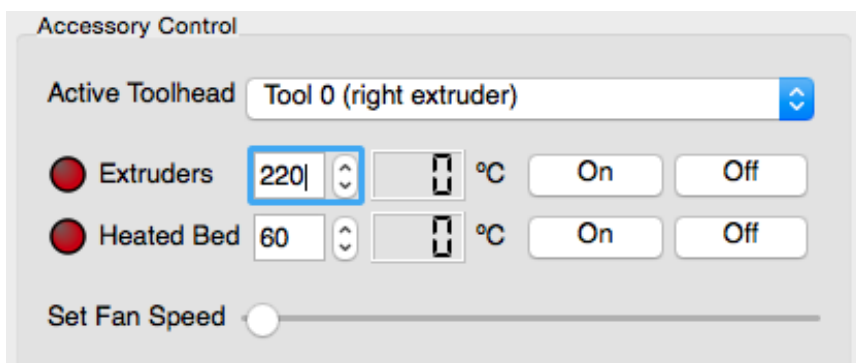 Accessory Control
Active Toolhead Tool 0 (right extruder)
Extruders 220 0 ºC On Off
Heated Bed 60 0 ºC On Off
Set Fan Speed